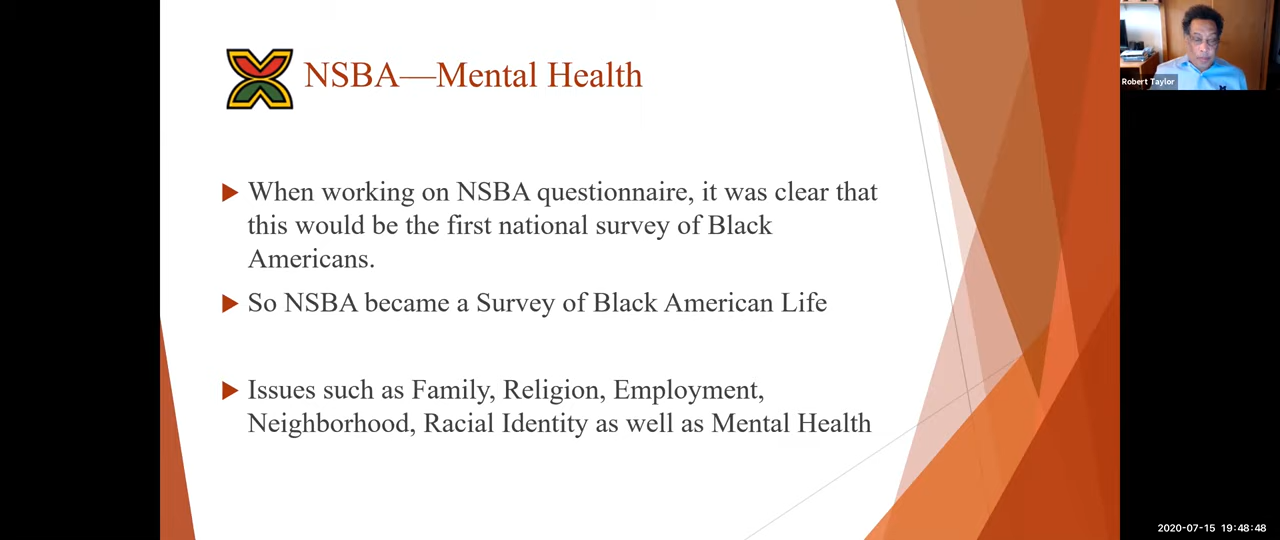 NSBA—Mental Health
When working on NSBA questionnaire, it was clear that
this would be the first national survey of Black
Americans.
So NSBA became a Survey of Black American Life
Issues such as Family, Religion, Employment,
Neighborhood, Racial Identity as well as Mental Health
Robert Taylor
2020-07-15 19:48:48